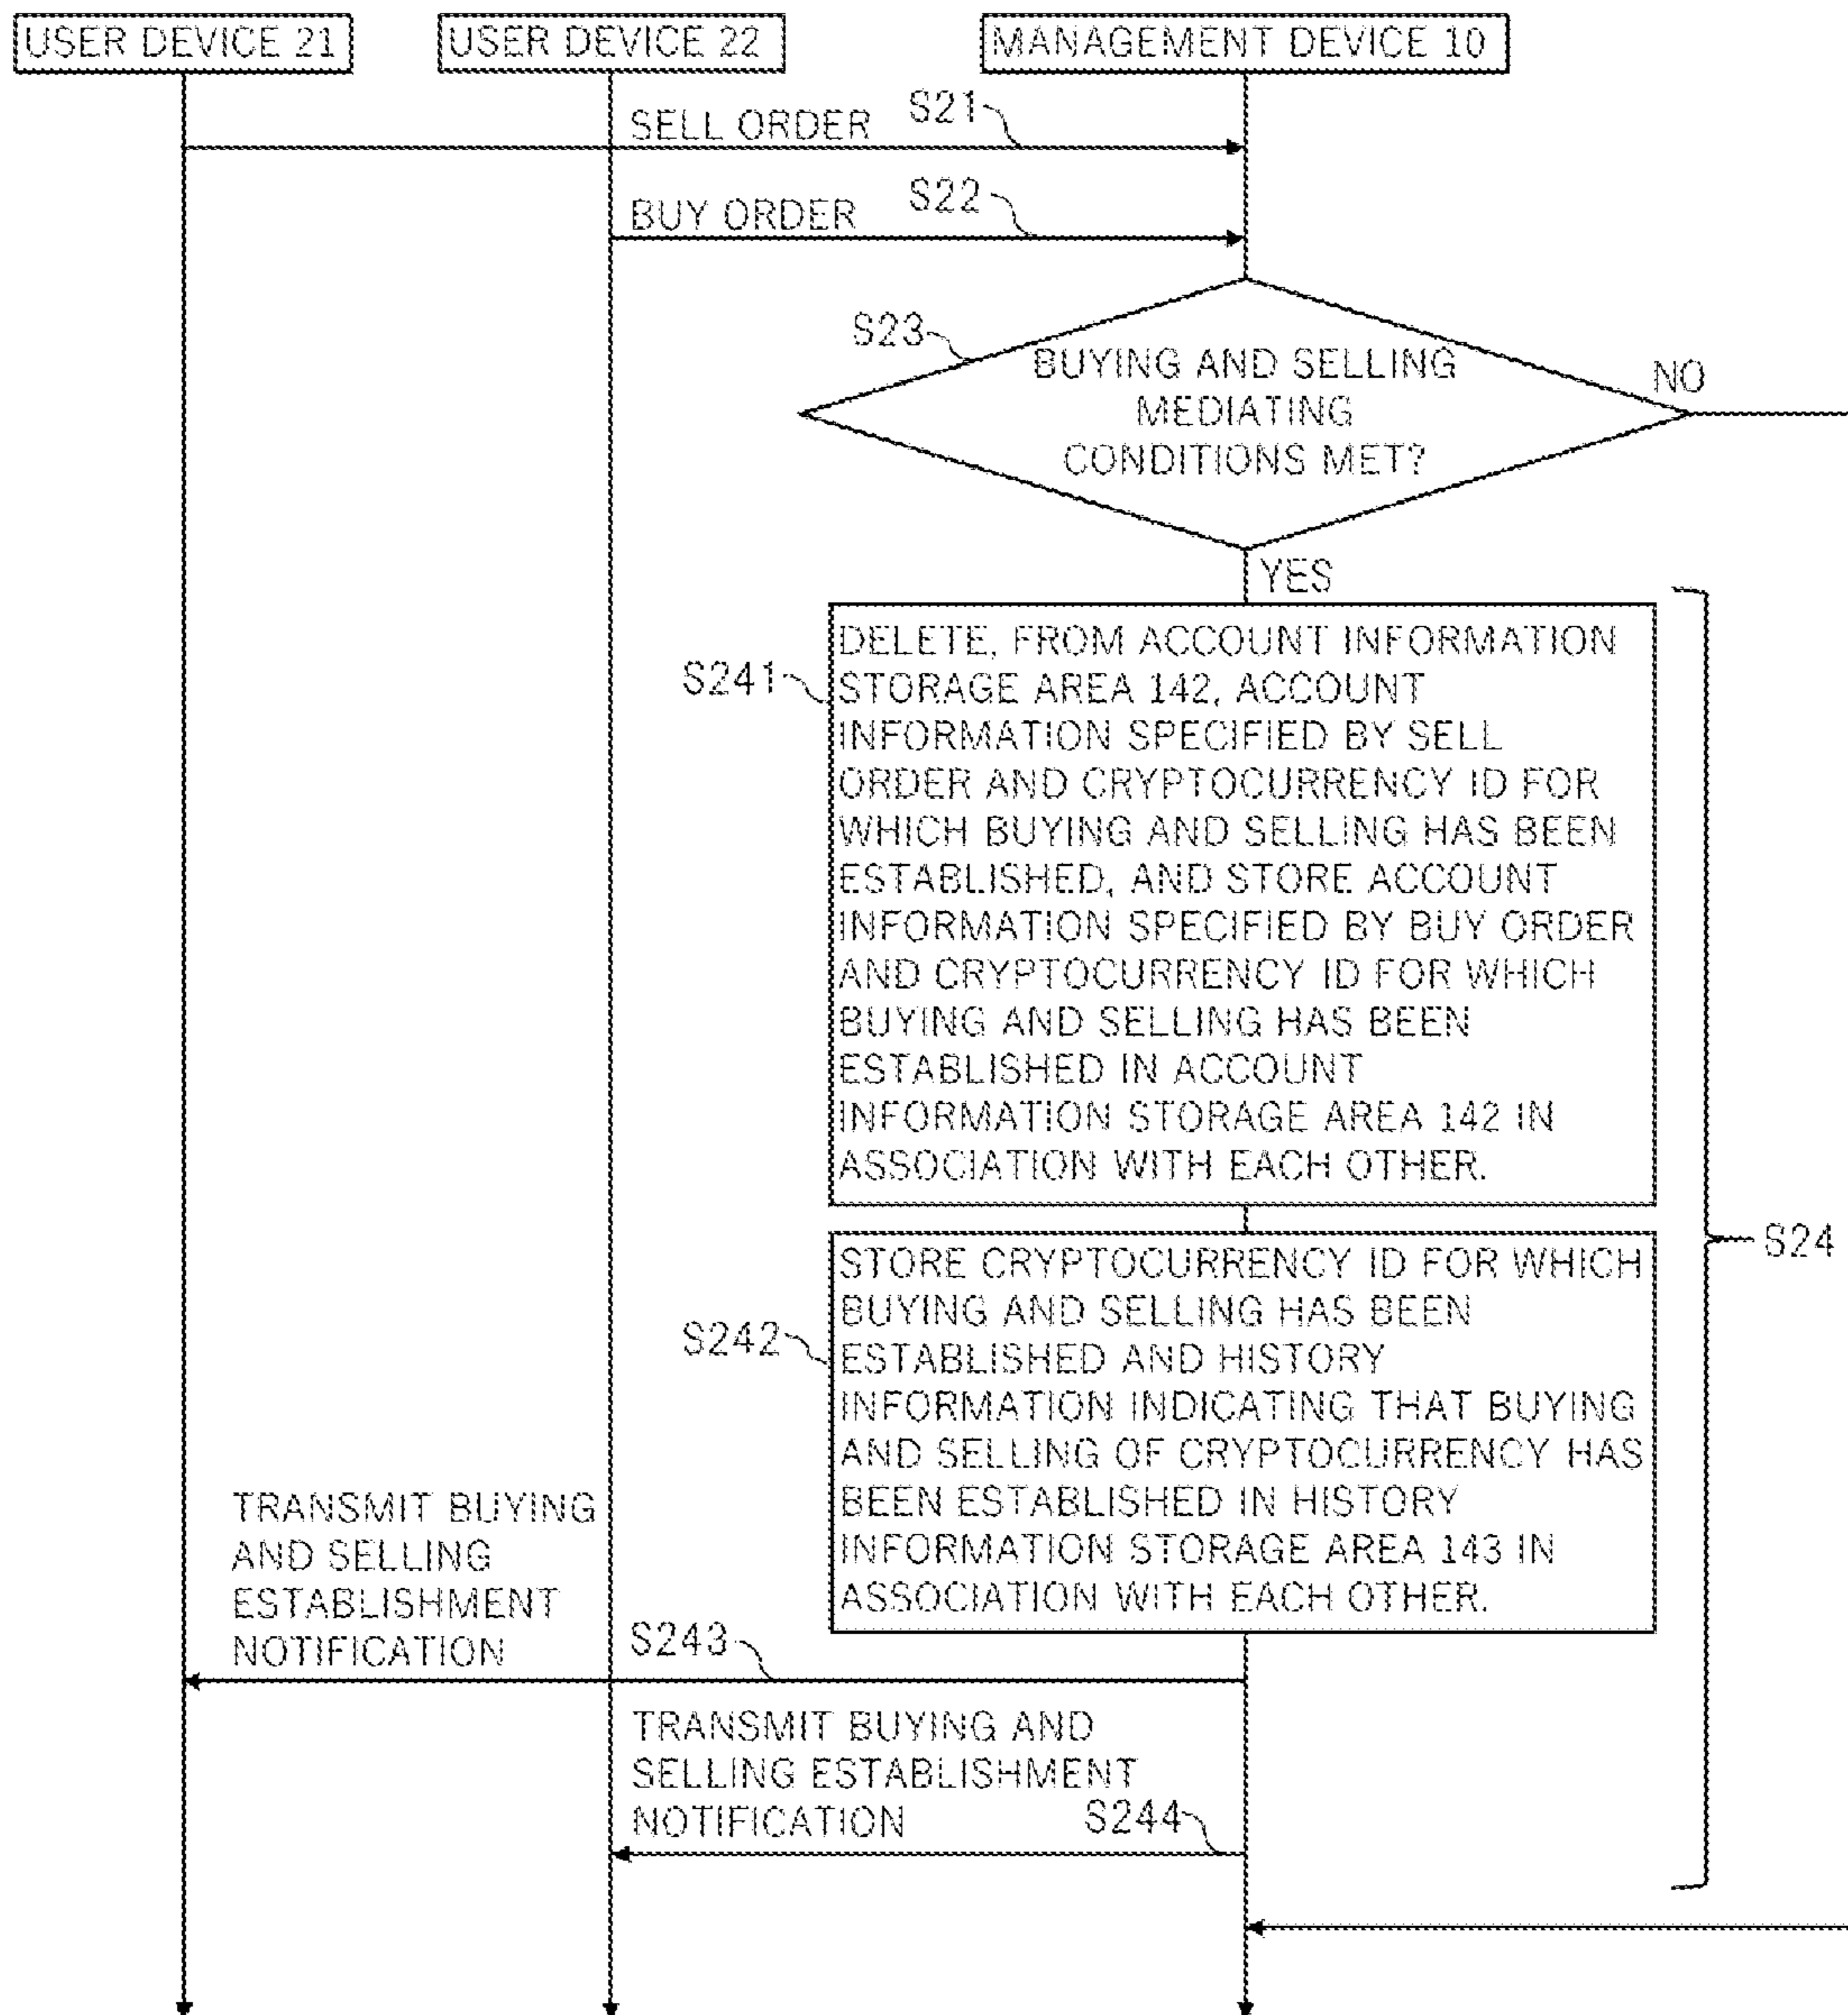 USER DEVICE 21
USER DEVICE 22
MANAGEMENT DEVICE 10
SELL ORDER
S21
BUY ORDER
S22
S23
BUYING AND SELLING
MEDIATING
CONDITIONS MET?
NO
YES
S241
DELETE, FROM ACCOUNT INFORMATION
STORAGE AREA 142, ACCOUNT
INFORMATION SPECIFIED BY SELL
ORDER AND CRYPTOCURRENCY ID FOR
WHICH BUYING AND SELLING HAS BEEN
ESTABLISHED, AND STORE ACCOUNT
INFORMATION SPECIFIED BY BUY ORDER
AND CRYPTOCURRENCY ID FOR WHICH
BUYING AND SELLING HAS BEEN
ESTABLISHED IN ACCOUNT
INFORMATION STORAGE AREA 142 IN
ASSOCIATION WITH EACH OTHER.
S24
S242
STORE CRYPTOCURRENCY ID FOR WHICH
BUYING AND SELLING HAS BEEN
ESTABLISHED AND HISTORY
INFORMATION INDICATING THAT BUYING
AND SELLING OF CRYPTOCURRENCY HAS
BEEN ESTABLISHED IN HISTORY
INFORMATION STORAGE AREA 143 IN
ASSOCIATION WITH EACH OTHER.
TRANSMIT BUYING
AND SELLING
ESTABLISHMENT
NOTIFICATION
S243
TRANSMIT BUYING AND
SELLING ESTABLISHMENT
NOTIFICATION
S244